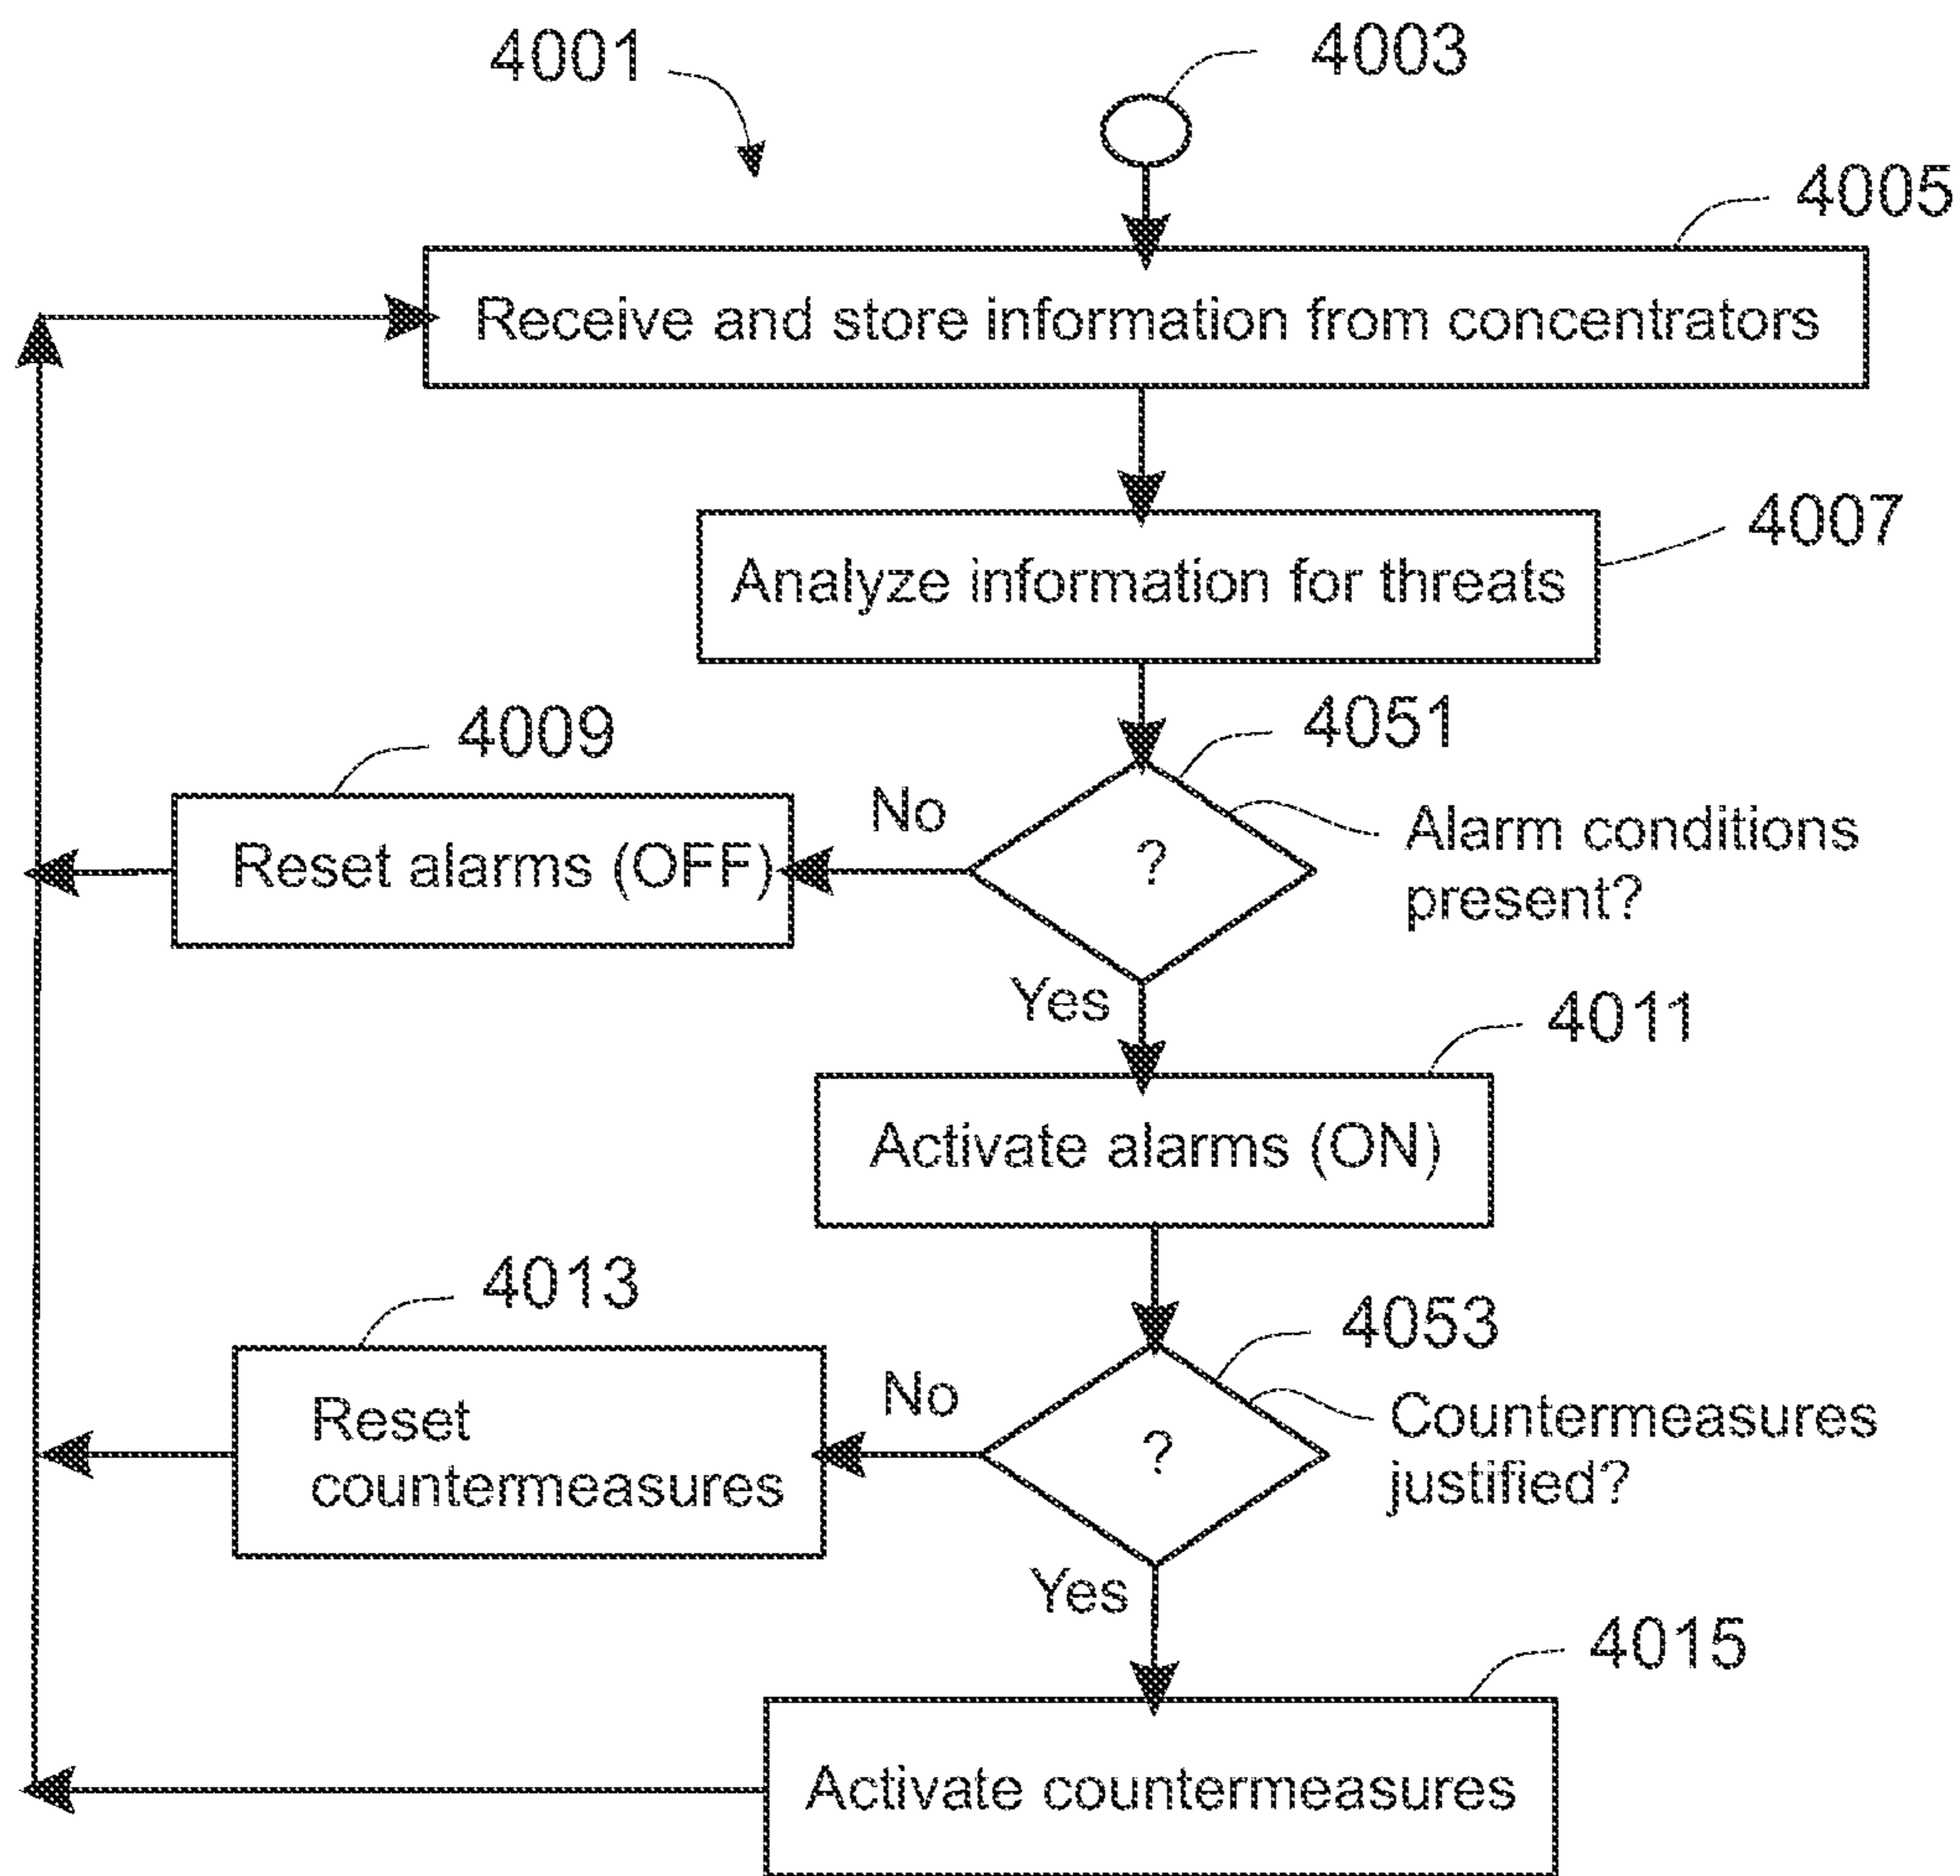 4001
4003
4005
Receive and store information from concentrators
4007
Analyze information for threats
4051
4009
No
Alarm conditions
present?
?
Reset alarms (OFF)
Yes
4011
Activate alarms (ON)
4013
4053
No
Countermeasures
justified?
?
Reset
countermeasures
Yes
4015
Activate countermeasures